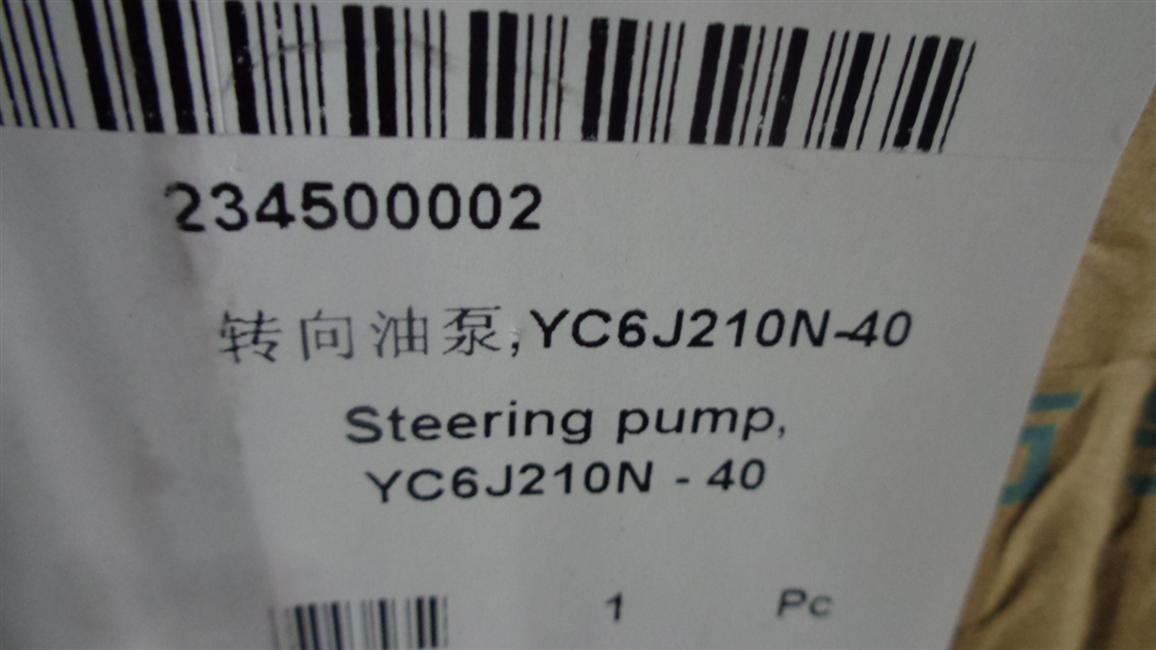 234500002
转向油泵,YC6J210N-40
Steering pump,
YC6J210N - 40
1 Pc